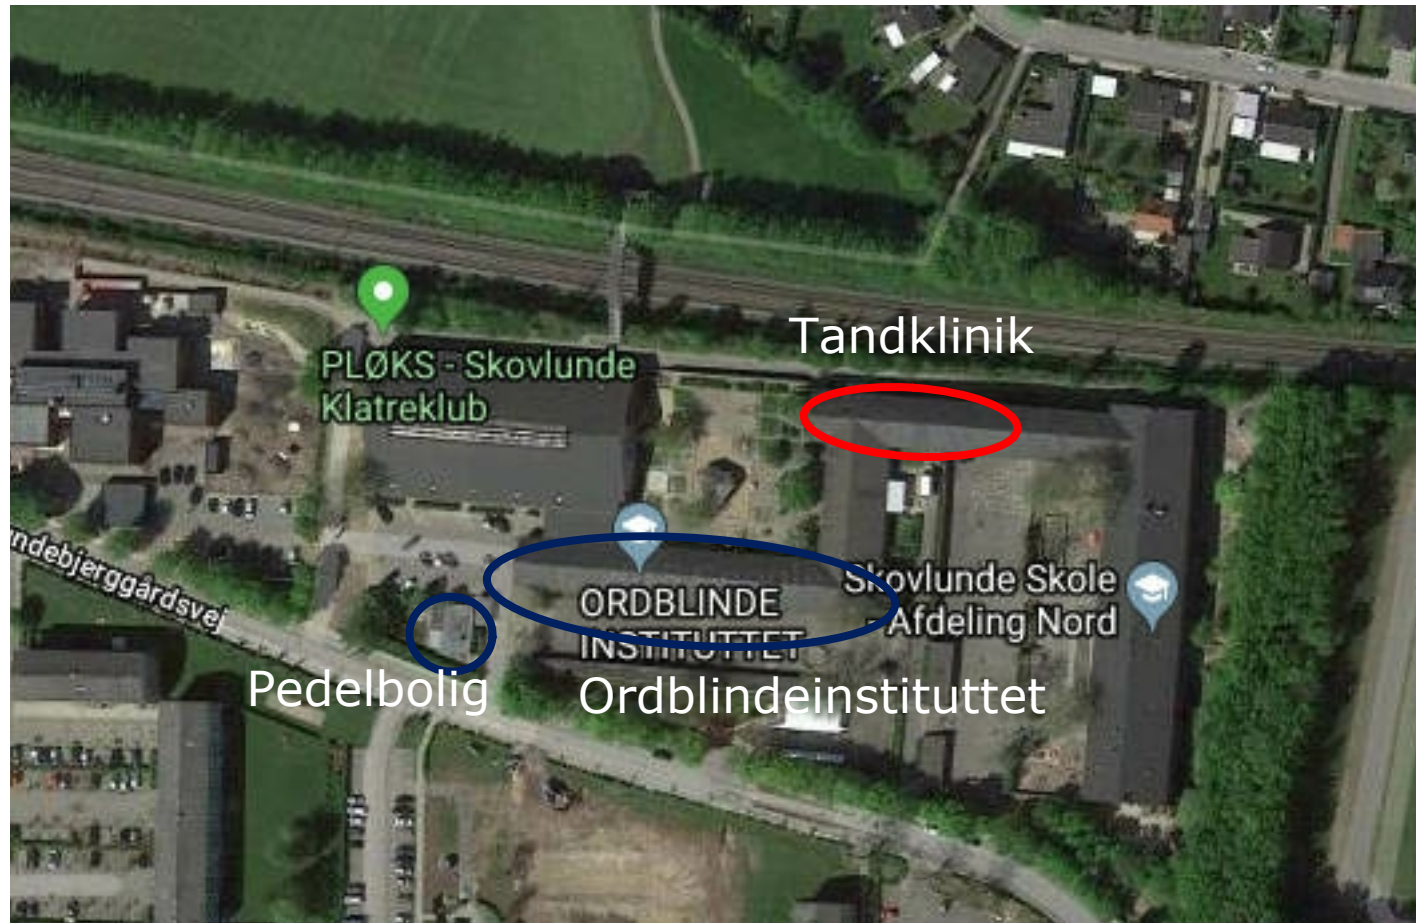 Tandklinik
PLØKS - Skovlunde
Klatreklub
Skovlunde Skole
- Afdeling Nord
ORDBLINDE
INSTITUTTET
ndebjerggårdsvej
Pedelbolig
Ordblindeinstituttet